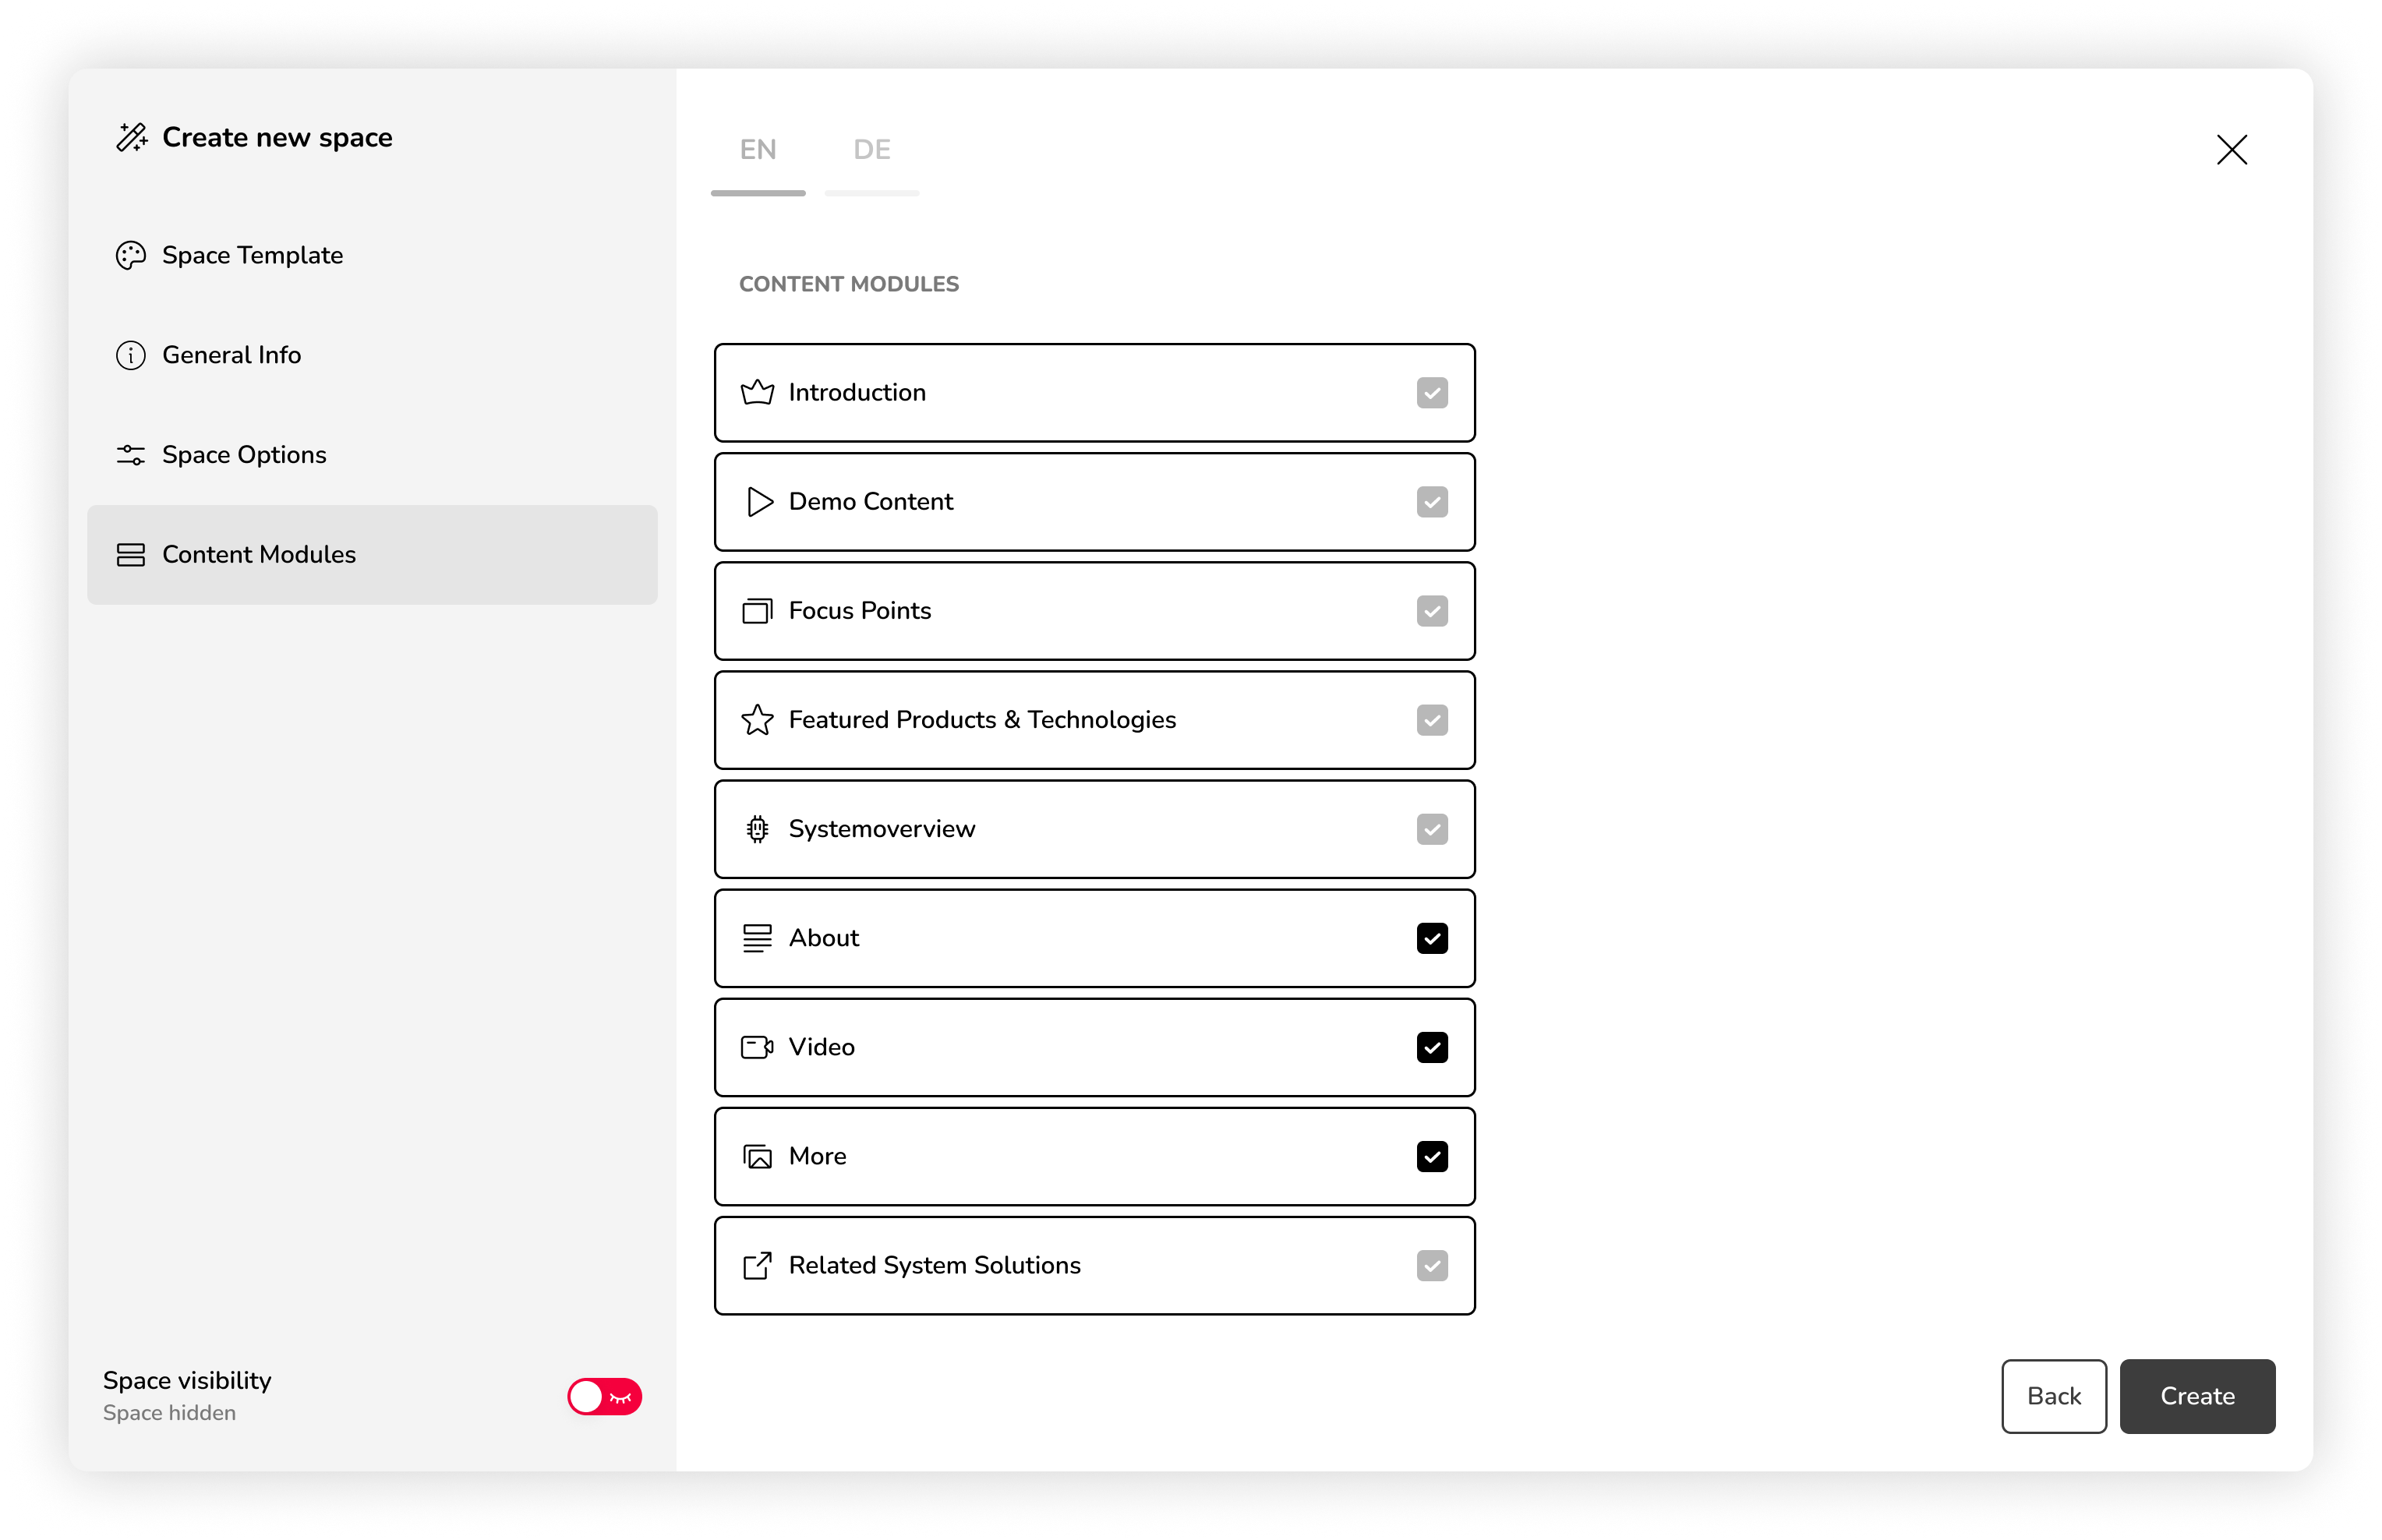 Create new space
Space Template
General Info
Space Options
Content Modules
Space visibility
Space hidden
EN
DE
CONTENT MODULES
Introduction
Demo Content
Focus Points
Featured Products & Technologies
Systemoverview
About
Video
More
Related System Solutions
Back
Create